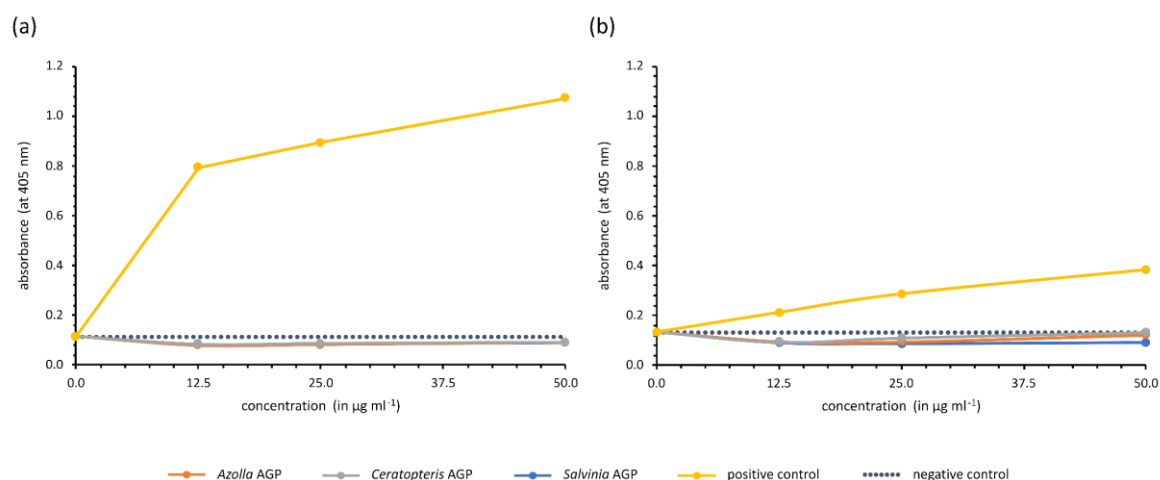 (a)
(b)
1.2
1.0
0.8
0.6
0.4
0.2
0.0
absorbance (at 405 nm)
0.0 12.5 25.0 37.5 50.0
concentration (in µg ml⁻¹)
1.2
1.0
0.8
0.6
0.4
0.2
0.0
absorbance (at 405 nm)
0.0 12.5 25.0 37.5 50.0
concentration (in µg ml⁻¹)
Azolla AGP Ceratopteris AGP Salvinia AGP positive control negative control